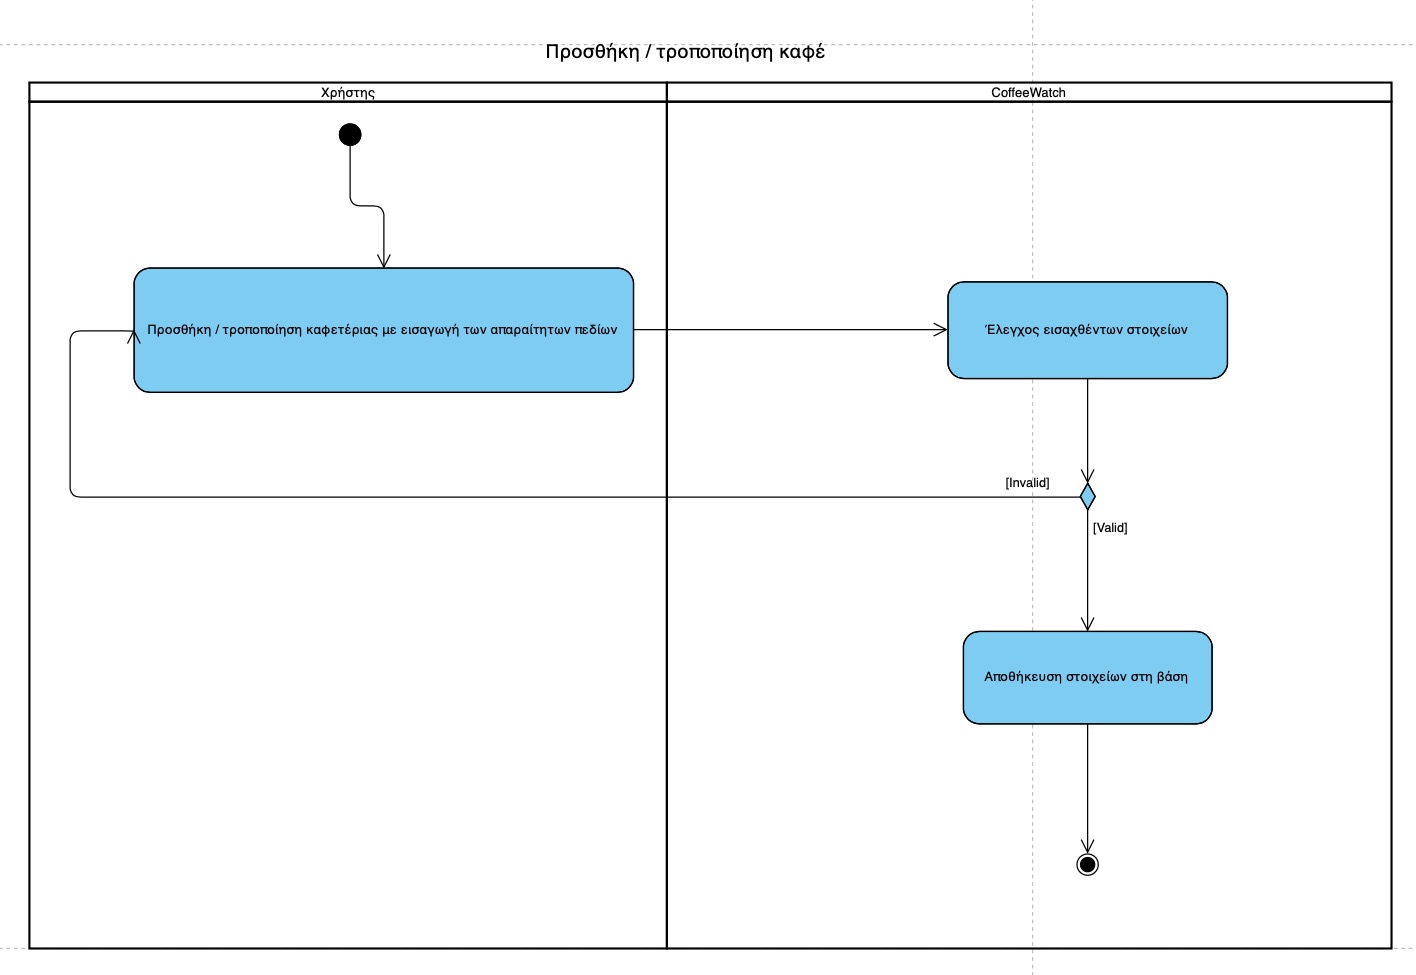 Προσθήκη / τροποποίηση καφέ
Χρήστης
CoffeeWatch
Προσθήκη / τροποποίηση καφετέριας με εισαγωγή των απαραίτητων πεδίων
Έλεγχος εισαχθέντων στοιχείων
[Invalid]
[Valid]
Αποθήκευση στοιχείων στη βάση